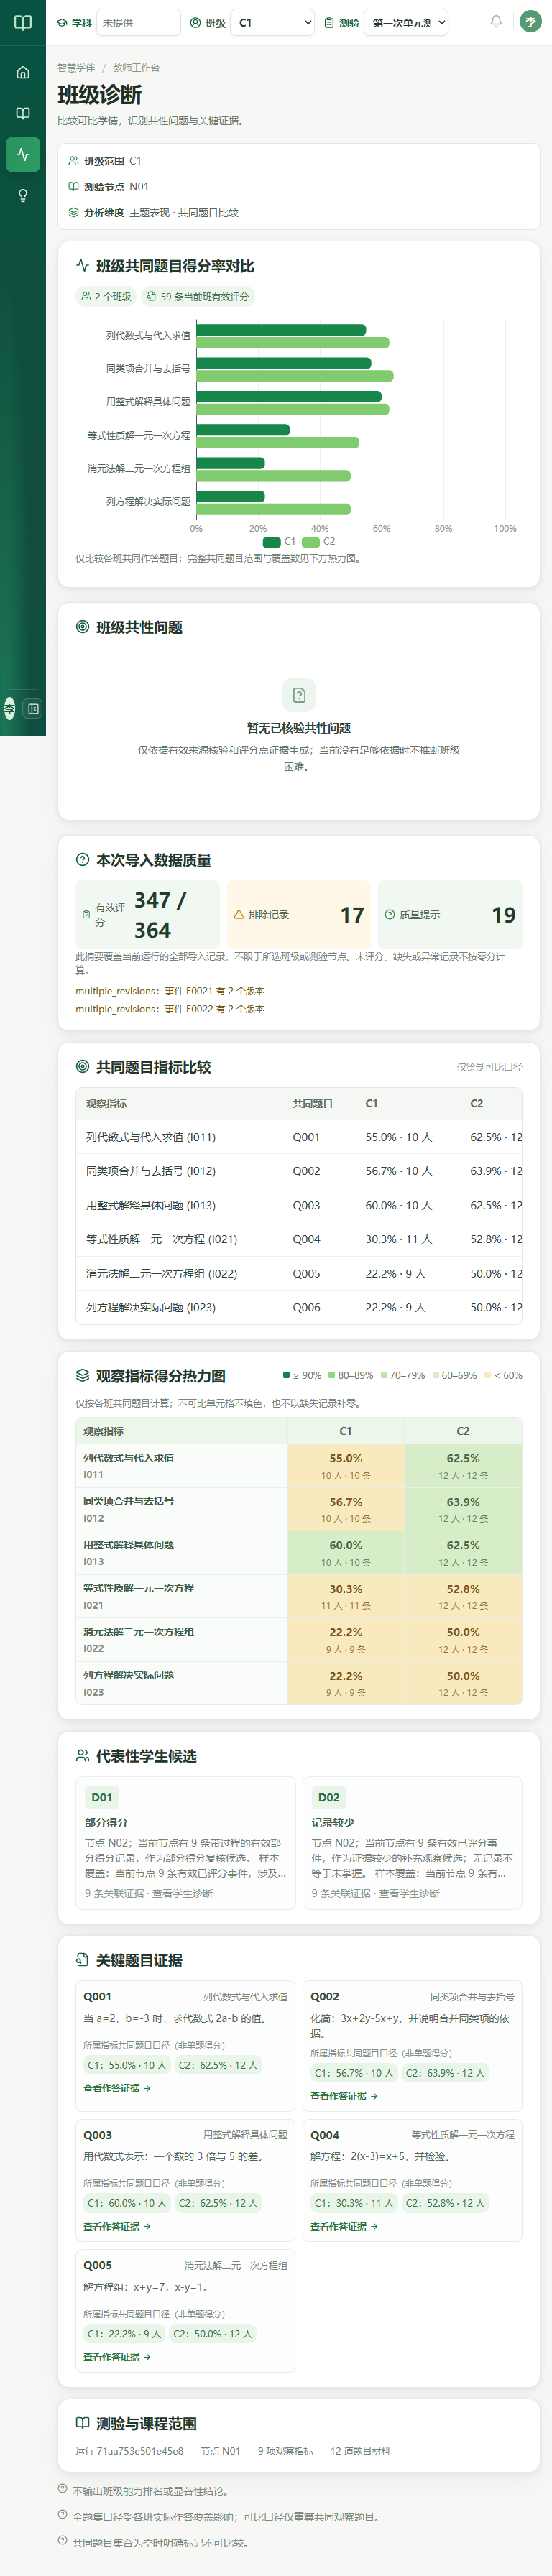 学科 未提供 班级 C1 测验 第一次单元测 李
智慧学伴 / 教师工作台
班级诊断
比较可比学情，识别共性问题与关键证据。
班级范围 C1
测验节点 N01
分析维度 主题表现 · 共同题目比较
班级共同题目得分率对比
2 个班级 59 条当前班有效评分
列代数式与代入求值
同类项合并与去括号
用整式解释具体问题
等式性质解一元一次方程
消元法解二元一次方程组
列方程解决实际问题
0% 20% 40% 60% 80% 100%
C1 C2
仅比较各班共同作答题目；完整共同题目范围与覆盖数见下方热力图。
班级共性问题
李
暂无已核验共性问题
仅依据有效来源核验和评分点证据生成；当前没有足够依据时不推断班级
困难。
本次导入数据质量
有效评分 347 / 364
排除记录 17
质量提示 19
此摘要覆盖当前运行的全部导入记录，不限于所选班级或测验节点。未评分、缺失或异常记录不按零分计
算。
multiple_revisions：事件 E0021 有 2 个版本
multiple_revisions：事件 E0022 有 2 个版本
共同题目指标比较 仅绘制可比口径
观察指标 共同题目 C1 C2
列代数式与代入求值 (I011) Q001 55.0% · 10 人 62.5% · 12
同类项合并与去括号 (I012) Q002 56.7% · 10 人 63.9% · 12
用整式解释具体问题 (I013) Q003 60.0% · 10 人 62.5% · 12
等式性质解一元一次方程 (I021) Q004 30.3% · 11 人 52.8% · 12
消元法解二元一次方程组 (I022) Q005 22.2% · 9 人 50.0% · 12
列方程解决实际问题 (I023) Q006 22.2% · 9 人 50.0% · 12
观察指标得分热力图 ≥ 90% 80–89% 70–79% 60–69% < 60%
仅按各班共同题目计算；不可比单元格不填色，也不以缺失记录补零。
观察指标 C1 C2
列代数式与代入求值 55.0% 62.5%
I011 10 人 · 10 条 12 人 · 12 条
同类项合并与去括号 56.7% 63.9%
I012 10 人 · 10 条 12 人 · 12 条
用整式解释具体问题 60.0% 62.5%
I013 10 人 · 10 条 12 人 · 12 条
等式性质解一元一次方程 30.3% 52.8%
I021 11 人 · 11 条 12 人 · 12 条
消元法解二元一次方程组 22.2% 50.0%
I022 9 人 · 9 条 12 人 · 12 条
列方程解决实际问题 22.2% 50.0%
I023 9 人 · 9 条 12 人 · 12 条
代表性学生候选
D01
部分得分
节点 N02；当前节点有 9 条带过程的有效部
分得分记录，作为部分得分复核候选。 样本
覆盖：当前节点 9 条有效已评分事件，涉及...
9 条关联证据 · 查看学生诊断
D02
记录较少
节点 N02；当前节点有 9 有效已评分事
件，作为证据较少的补充观察候选；无记录不
等于未掌握。 样本覆盖：当前节点 9 条有...
9 条关联证据 · 查看学生诊断
关键题目证据
Q001 列代数式与代入求值
当 a=2，b=-3 时，求代数式 2a-b 的值。
所属指标共同题目口径（非单题得分）
C1：55.0% · 10 人 C2：62.5% · 12 人
查看作答证据 →
Q002 同类项合并与去括号
化简：3x+2y-5x+y，并说明合并同类项的依
据。
所属指标共同题目口径（非单题得分）
C1：56.7% · 10 人 C2：63.9% · 12 人
查看作答证据 →
Q003 用整式解释具体问题
用代数式表示：一个数的 3 倍与 5 的差。
所属指标共同题目口径（非单题得分）
C1：60.0% · 10 人 C2：62.5% · 12 人
查看作答证据 →
Q004 等式性质解一元一次方程
解方程：2(x-3)=x+5，并检验。
所属指标共同题目口径（非单题得分）
C1：30.3% · 11 人 C2：52.8% · 12 人
查看作答证据 →
Q005 消元法解二元一次方程组
解方程组：x+y=7，x-y=1。
所属指标共同题目口径（非单题得分）
C1：22.2% · 9 人 C2：50.0% · 12 人
查看作答证据 →
测验与课程范围
运行 71aa753e501e45e8 节点 N01 9 项观察指标 12 道题目材料
不输出班级能力排名或显著性结论。
全题集口径受各班实际作答覆盖影响；可比口径仅重算共同观察题目。
共同题目集合为空时明确标记不可比较。